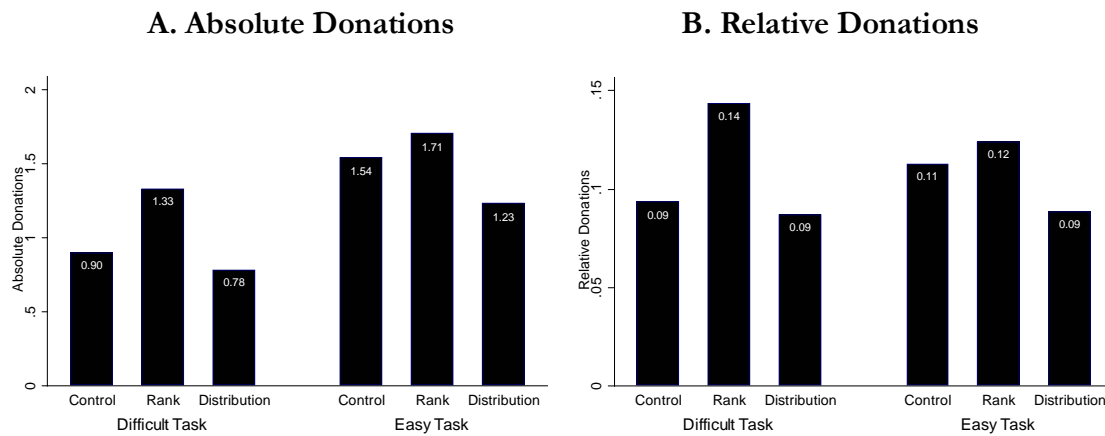 A. Absolute Donations
Absolute Donations
2
1.5
1
.5
0
0.90
1.33
0.78
1.54
1.71
1.23
Control Rank Distribution Control Rank Distribution
Difficult Task Easy Task
B. Relative Donations
Relative Donations
.15
.1
.05
0
0.09
0.14
0.09
0.11
0.12
0.09
Control Rank Distribution Control Rank Distribution
Difficult Task Easy Task